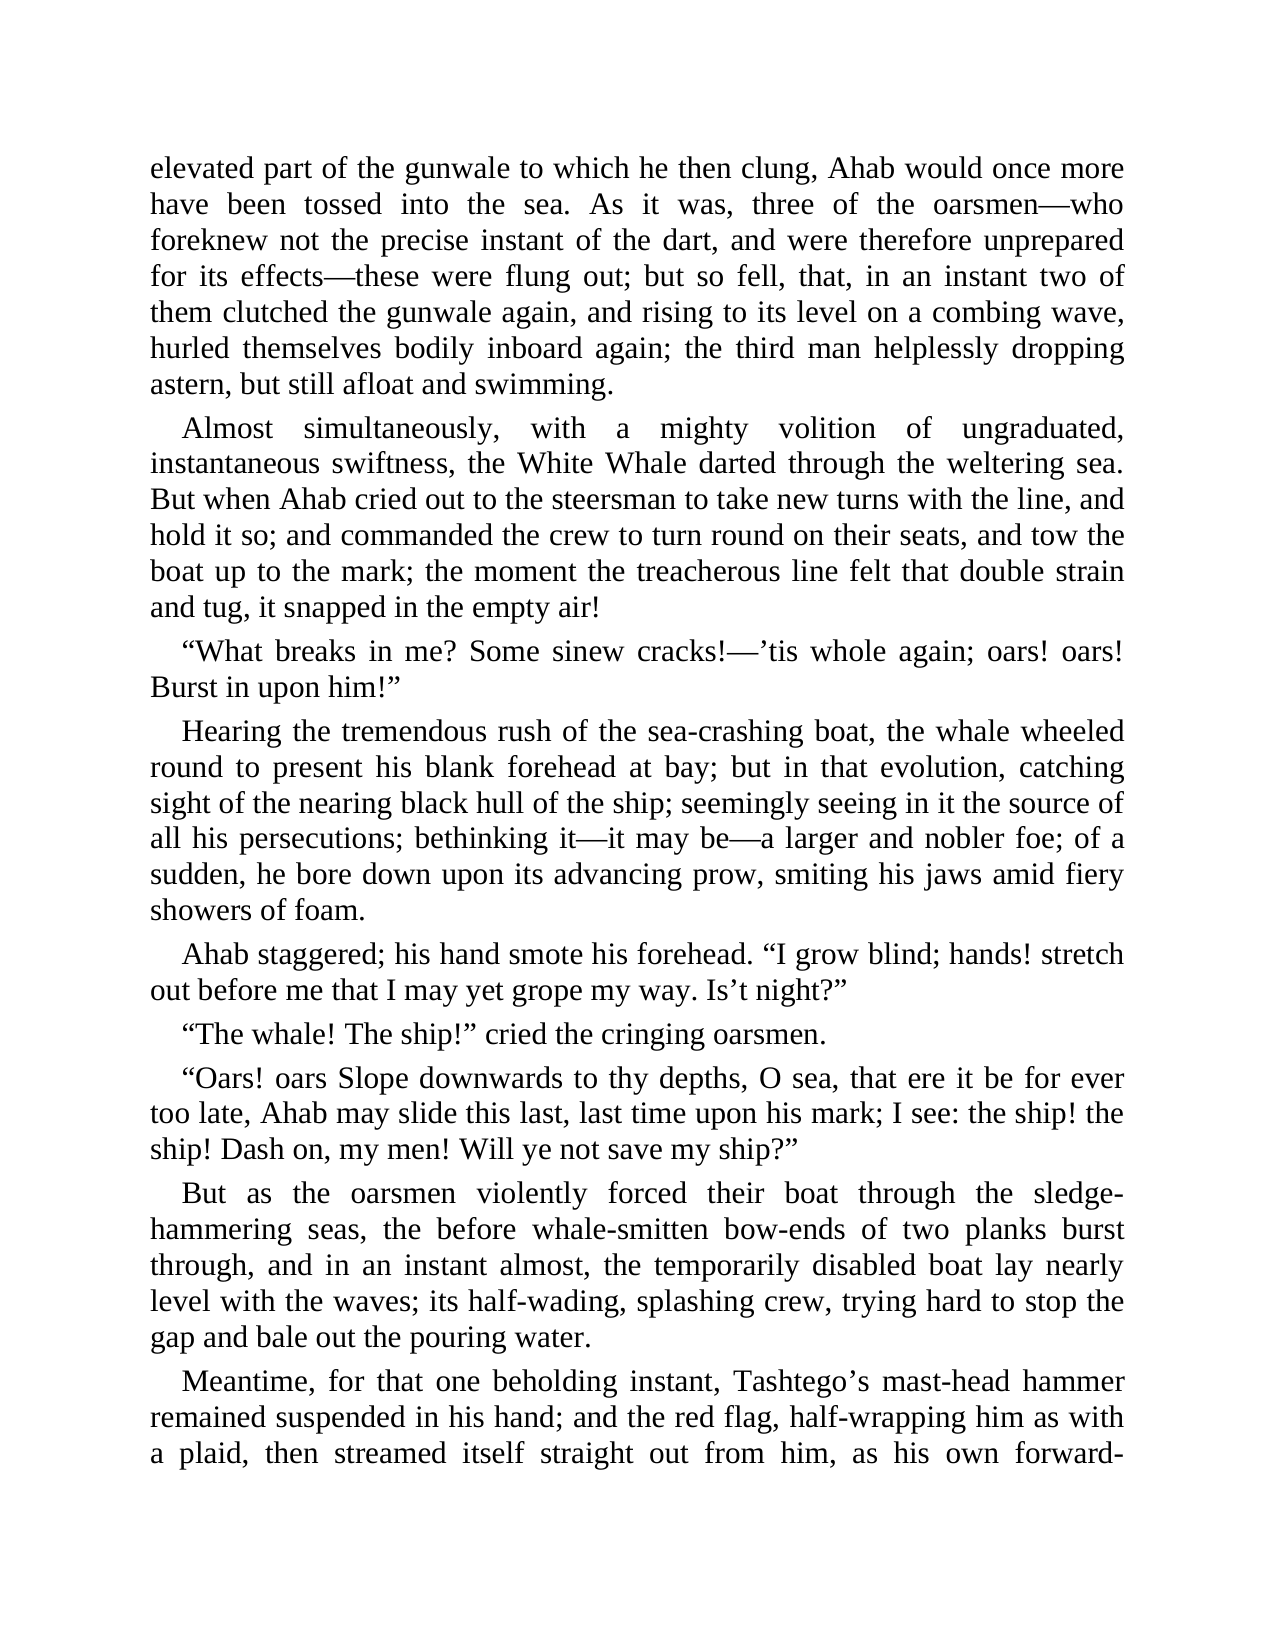 elevated part of the gunwale to which he then clung, Ahab would once more
have been tossed into the sea. As it was, three of the oarsmen—who
foreknew not the precise instant of the dart, and were therefore unprepared
for its effects—these were flung out; but so fell, that, in an instant two of
them clutched the gunwale again, and rising to its level on a combing wave,
hurled themselves bodily inboard again; the third man helplessly dropping
astern, but still afloat and swimming.
Almost simultaneously, with a mighty volition of ungraduated,
instantaneous swiftness, the White Whale darted through the weltering sea.
But when Ahab cried out to the steersman to take new turns with the line, and
hold it so; and commanded the crew to turn round on their seats, and tow the
boat up to the mark; the moment the treacherous line felt that double strain
and tug, it snapped in the empty air!
“What breaks in me? Some sinew cracks!—’tis whole again; oars! oars!
Burst in upon him!”
Hearing the tremendous rush of the sea-crashing boat, the whale wheeled
round to present his blank forehead at bay; but in that evolution, catching
sight of the nearing black hull of the ship; seemingly seeing in it the source of
all his persecutions; bethinking it—it may be—a larger and nobler foe; of a
sudden, he bore down upon its advancing prow, smiting his jaws amid fiery
showers of foam.
Ahab staggered; his hand smote his forehead. “I grow blind; hands! stretch
out before me that I may yet grope my way. Is’t night?”
“The whale! The ship!” cried the cringing oarsmen.
“Oars! oars Slope downwards to thy depths, O sea, that ere it be for ever
too late, Ahab may slide this last, last time upon his mark; I see: the ship! the
ship! Dash on, my men! Will ye not save my ship?”
But as the oarsmen violently forced their boat through the sledge-
hammering seas, the before whale-smitten bow-ends of two planks burst
through, and in an instant almost, the temporarily disabled boat lay nearly
level with the waves; its half-wading, splashing crew, trying hard to stop the
gap and bale out the pouring water.
Meantime, for that one beholding instant, Tashtego’s mast-head hammer
remained suspended in his hand; and the red flag, half-wrapping him as with
a plaid, then streamed itself straight out from him, as his own forward-